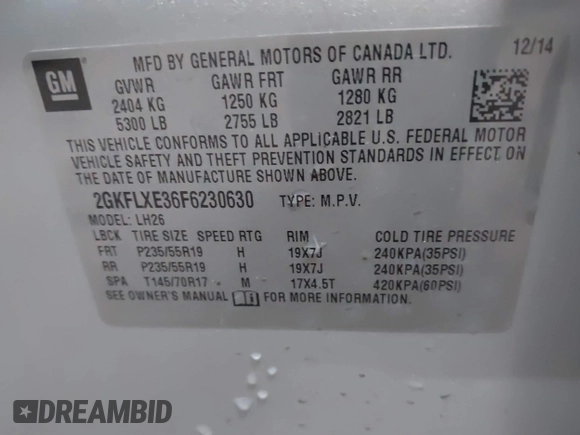 GM
MFD BY GENERAL MOTORS OF CANADA LTD. 12/14
GVWR GAWR FRT GAWR RR
2404 KG 1250 KG 1280 KG
5300 LB 2755 LB 2821 LB
THIS VEHICLE CONFORMS TO ALL APPLICABLE U.S. FEDERAL MOTOR
VEHICLE SAFETY AND THEFT PREVENTION STANDARDS IN EFFECT ON
THE DATE OF MANUFACTURE SHOWN ABOVE.
2GKFLXE36F6230630 TYPE: M.P.V.
MODEL: LH26
LBCK TIRE SIZE SPEED RTG RIM COLD TIRE PRESSURE
FRT P235/55R19 H 19X7J 240KPA(35PSI)
RR P235/55R19 H 19X7J 240KPA(35PSI)
SPA T145/70R17 M 17X4.5T 420KPA(60PSI)
SEE OWNER'S MANUAL FOR MORE INFORMATION.
DREAMBID